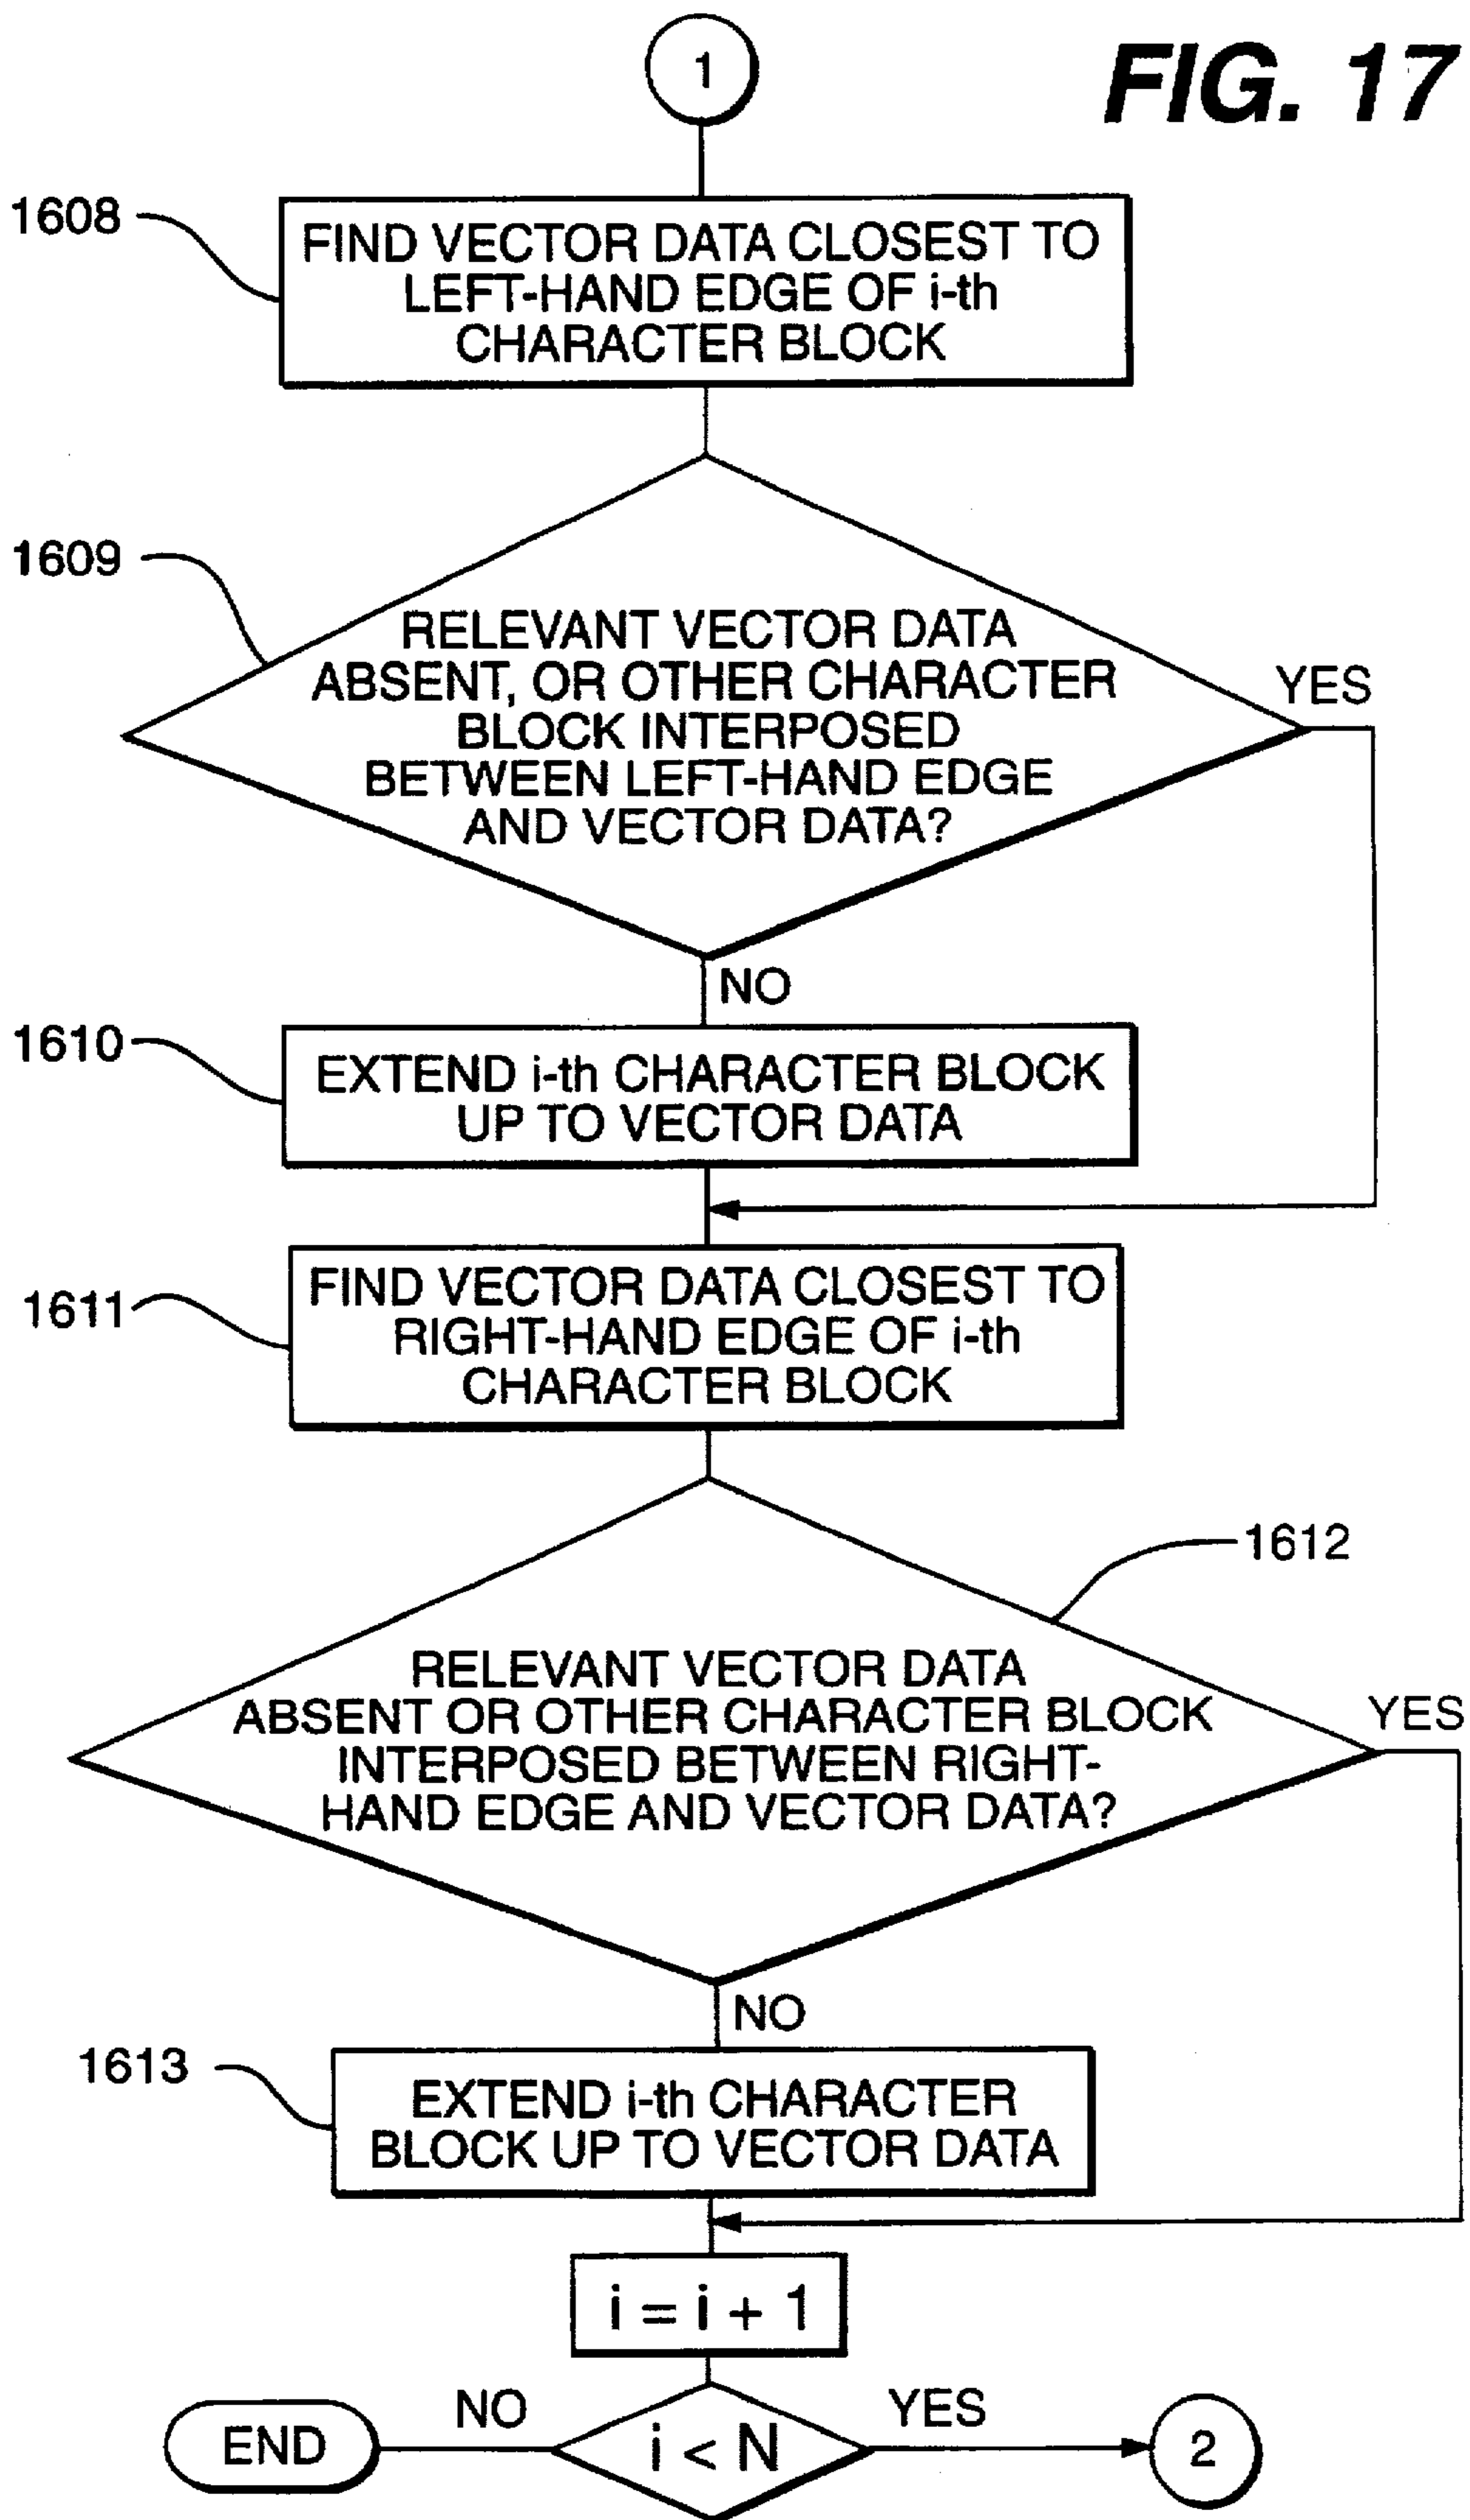 1
FIG. 17
1608
FIND VECTOR DATA CLOSEST TO
LEFT-HAND EDGE OF i-th
CHARACTER BLOCK
1609
RELEVANT VECTOR DATA
ABSENT, OR OTHER CHARACTER
BLOCK INTERPOSED
BETWEEN LEFT-HAND EDGE
AND VECTOR DATA?
YES
NO
1610
EXTEND i-th CHARACTER BLOCK
UP TO VECTOR DATA
1611
FIND VECTOR DATA CLOSEST TO
RIGHT-HAND EDGE OF i-th
CHARACTER BLOCK
1612
RELEVANT VECTOR DATA
ABSENT OR OTHER CHARACTER BLOCK
INTERPOSED BETWEEN RIGHT-
HAND EDGE AND VECTOR DATA?
YES
NO
1613
EXTEND i-th CHARACTER
BLOCK UP TO VECTOR DATA
i = i + 1
END
NO
i < N
YES
2